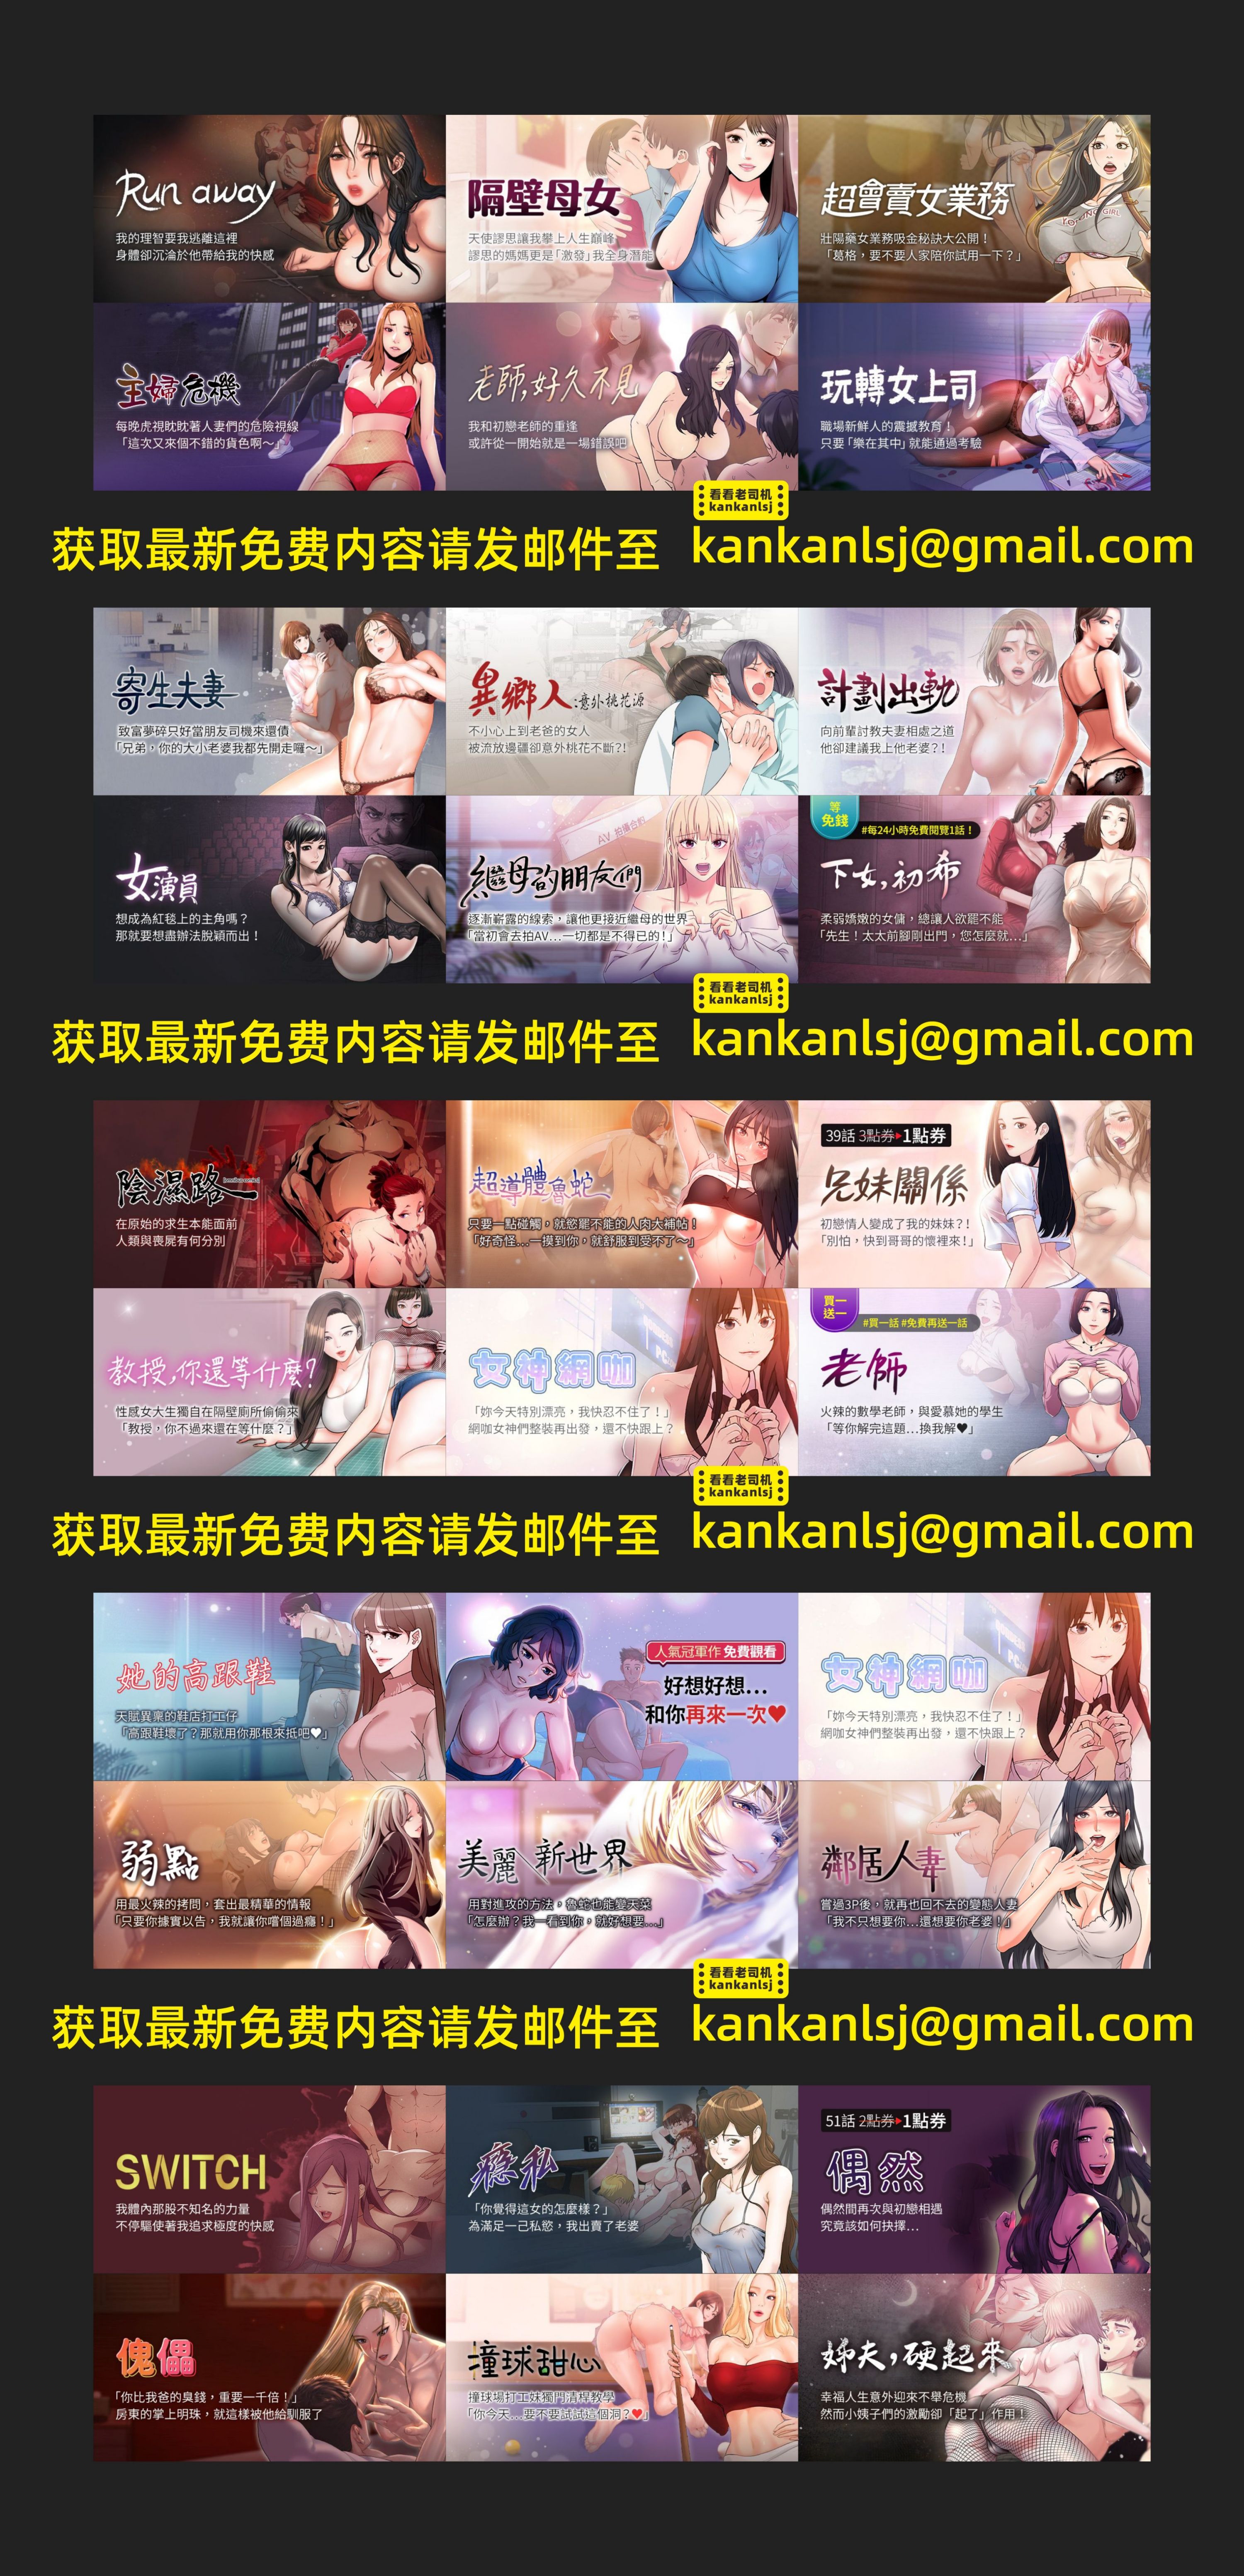 Run away
我的理智要我逃離這裡
身體卻沉淪於他帶給我的快感
隔壁母女
天使謬思讓我攀上人生巔峰
謬思的媽媽更是「激發」我全身潛能
超會賣女業務
壯陽藥女業務吸金秘訣大公開！
「葛格，要不要人家陪你試用一下？」
YOUNG GIRL
主婦危機
每晚虎視眈眈著人妻們的危險視線
「這次又來個不錯的貨色啊～」
老師,好久不見
我和初戀老師的重逢
或許從一開始就是一場錯誤吧
玩轉女上司
職場新鮮人的震撼教育！
只要「樂在其中」就能通過考驗
看看老司机
kankanlsj
获取最新免费内容请发邮件至 kankanlsj@gmail.com
寄生夫妻
致富夢碎只好當朋友司機來還債
「兄弟，你的大小老婆我都先開走囉～」
異鄉人:意外桃花源
不小心上到老爸的女人
被流放邊疆卻意外桃花不斷?!
計劃出軌
向前輩討教夫妻相處之道
他卻建議我上他老婆?!
女演員
想成為紅毯上的主角嗎？
那就要想盡辦法脫穎而出！
AV 拍攝合約
繼母的朋友們
逐漸嶄露的線索，讓他更接近繼母的世界
「當初會去拍AV...一切都是不得已的!」
等
免錢
#每24小時免費閱覽1話！
下女,初希
柔弱嬌嫩的女傭，總讓人欲罷不能
「先生！太太前腳剛出門，您怎麼就...」
看看老司机
kankanlsj
获取最新免费内容请发邮件至 kankanlsj@gmail.com
陰濕路
在原始的求生本能面前
人類與喪屍有何分別
超導體魯蛇
只要一點碰觸，就慾罷不能的人肉大補帖！
「好奇怪...一摸到你，就舒服到受不了～」
39話 3點券▸1點券
兄妹關係
初戀情人變成了我的妹妹?!
「別怕，快到哥哥的懷裡來!」
教授,你還等什麼?
性感女大生獨自在隔壁廁所偷偷來
「教授，你不過來還在等什麼？」
PC
女神網咖
「妳今天特別漂亮，我快忍不住了！」
網咖女神們整裝再出發，還不快跟上？
買一
送一
#買一話 #免費再送一話
老師
火辣的數學老師，與愛慕她的學生
「等你解完這題...換我解♥」
看看老司机
kankanlsj
获取最新免费内容请发邮件至 kankanlsj@gmail.com
她的高跟鞋
天賦異稟的鞋店打工仔
「高跟鞋壞了？那就用你那根來抵吧♥」
人氣冠軍作 免費觀看
好想好想...
和你再來一次♥
女神網咖
「妳今天特別漂亮，我快忍不住了！」
網咖女神們整裝再出發，還不快跟上？
弱點
用最火辣的拷問，套出最精華的情報
「只要你據實以告，我就讓你嚐個過癮！」
美麗新世界
用對進攻的方法，魯蛇也能變天菜
「怎麼辦？我一看到你，就好想要...」
鄰居人妻
嘗過3P後，就再也回不去的變態人妻
「我不只想要你...還想要你老婆！」
看看老司机
kankanlsj
获取最新免费内容请发邮件至 kankanlsj@gmail.com
SWITCH
我體內那股不知名的力量
不停驅使著我追求極度的快感
癮私
「你覺得這女的怎麼樣？」
為滿足一己私慾，我出賣了老婆
51話 2點券▸1點券
偶然
偶然間再次與初戀相遇
究竟該如何抉擇...
傀儡
「你比我爸的臭錢，重要一千倍！」
房東的掌上明珠，就這樣被他給馴服了
撞球甜心
撞球場打工妹獨門清桿教學
「你今天...要不要試試這個洞？♥」
姊夫，硬起來
幸福人生意外迎來不舉危機
然而小姨子們的激勵卻「起了」作用！